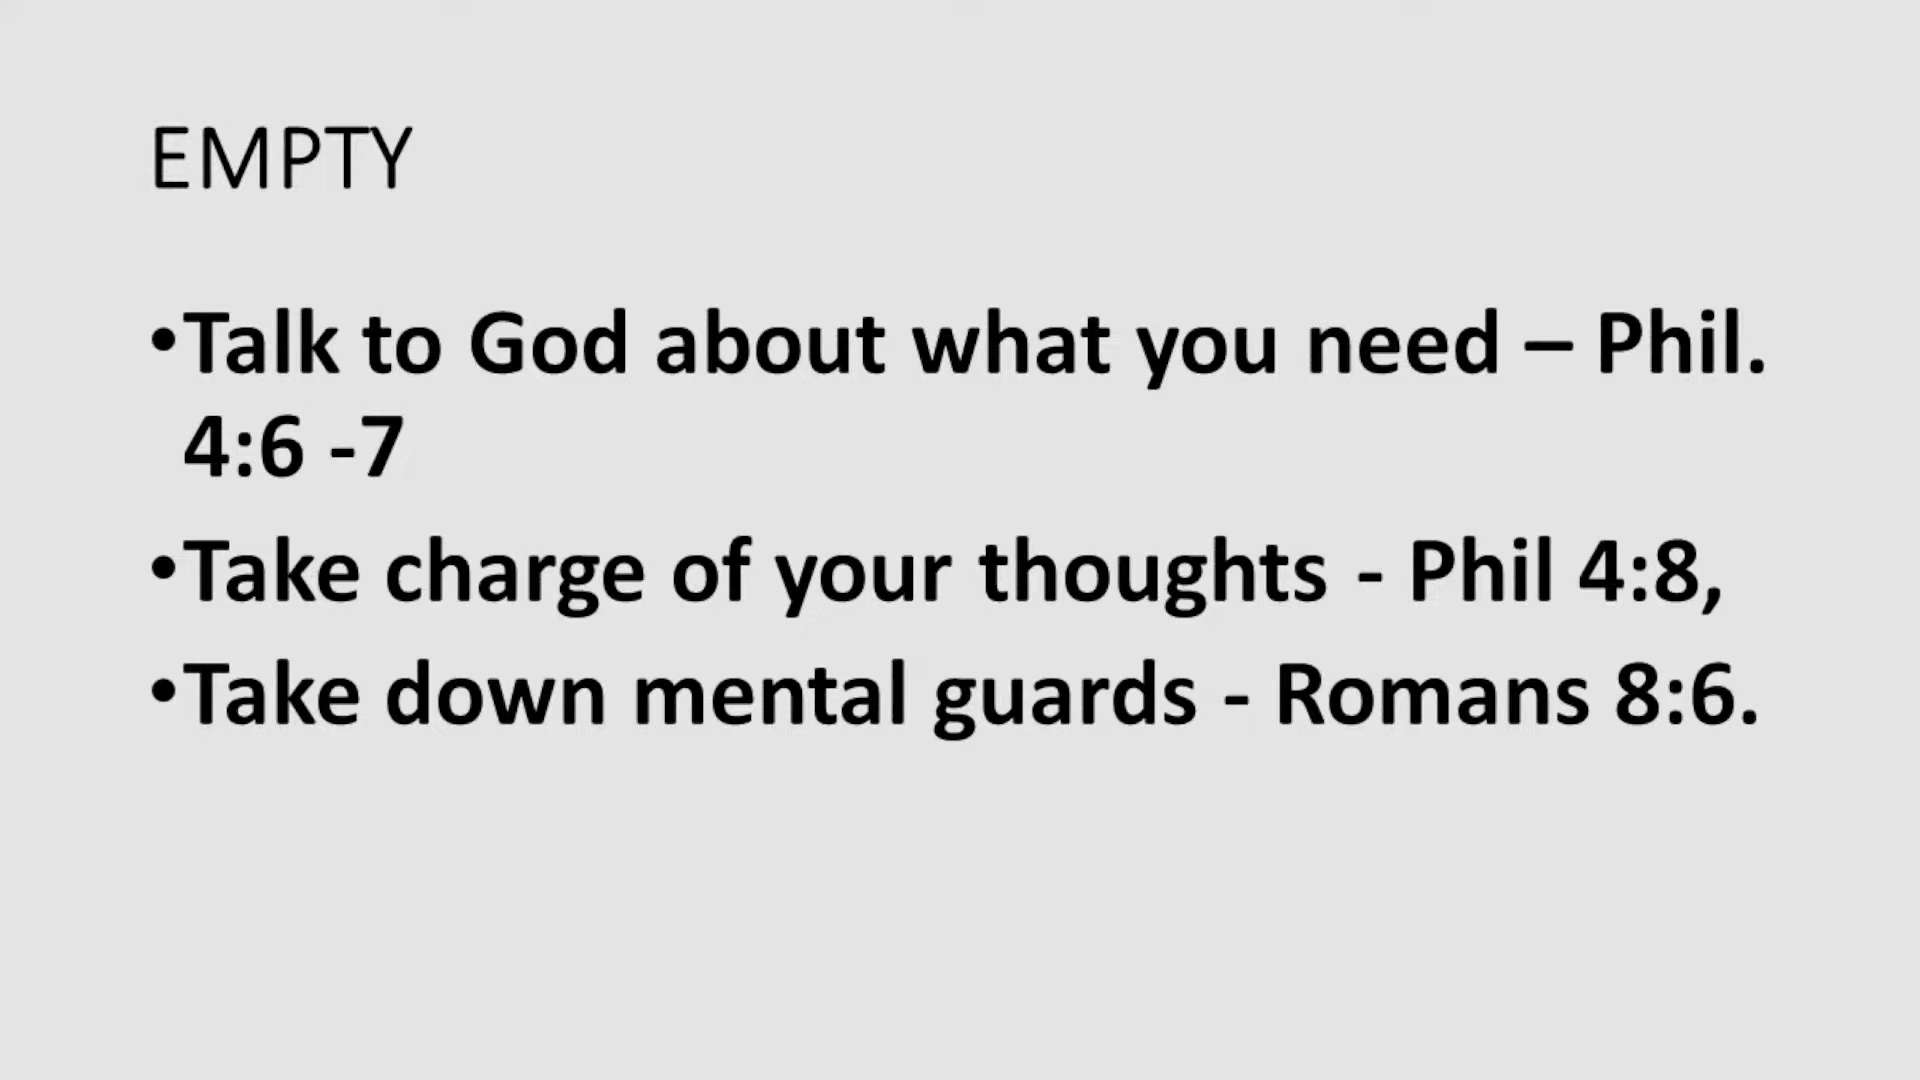 EMPTY
•Talk to God about what you need – Phil.
4:6 -7
•Take charge of your thoughts - Phil 4:8,
•Take down mental guards - Romans 8:6.